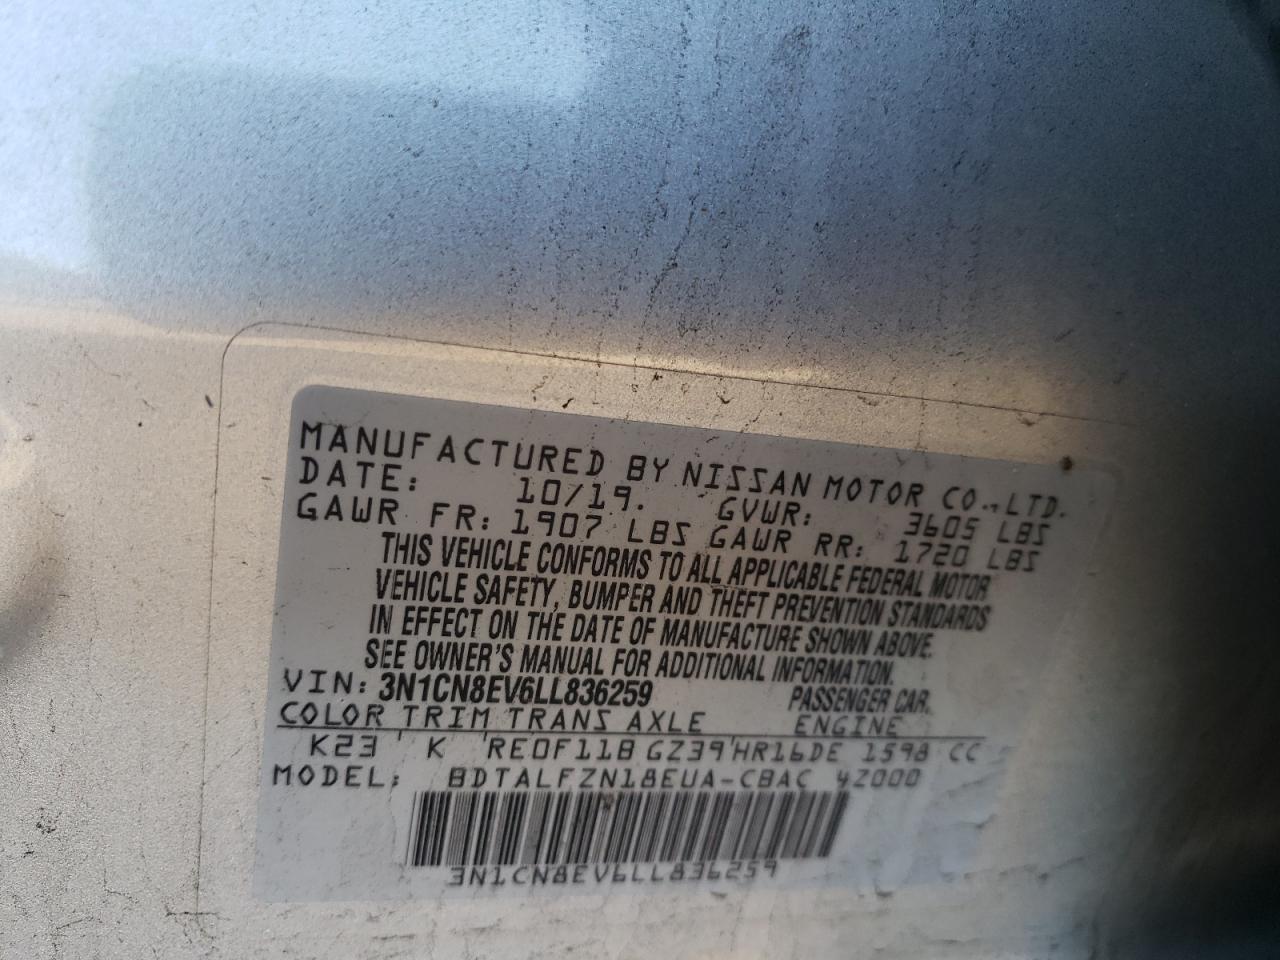 MANUFACTURED BY NISSAN MOTOR CO., LTD.
DATE: 10/19. GVWR: 3605 LBS
GAWR FR: 1907 LBS GAWR RR: 1720 LBS
THIS VEHICLE CONFORMS TO ALL APPLICABLE FEDERAL MOTOR
VEHICLE SAFETY, BUMPER AND THEFT PREVENTION STANDARDS
IN EFFECT ON THE DATE OF MANUFACTURE SHOWN ABOVE.
SEE OWNER'S MANUAL FOR ADDITIONAL INFORMATION.
VIN: 3N1CN8EV6LL836259 PASSENGER CAR.
COLOR TRIM TRANS AXLE ENGINE
K23 K RE0F11B GZ39 HR16DE 1598 CC
MODEL: BDTALFZN18EUA-CBAC 4Z000
3N1CN8EV6LL836259